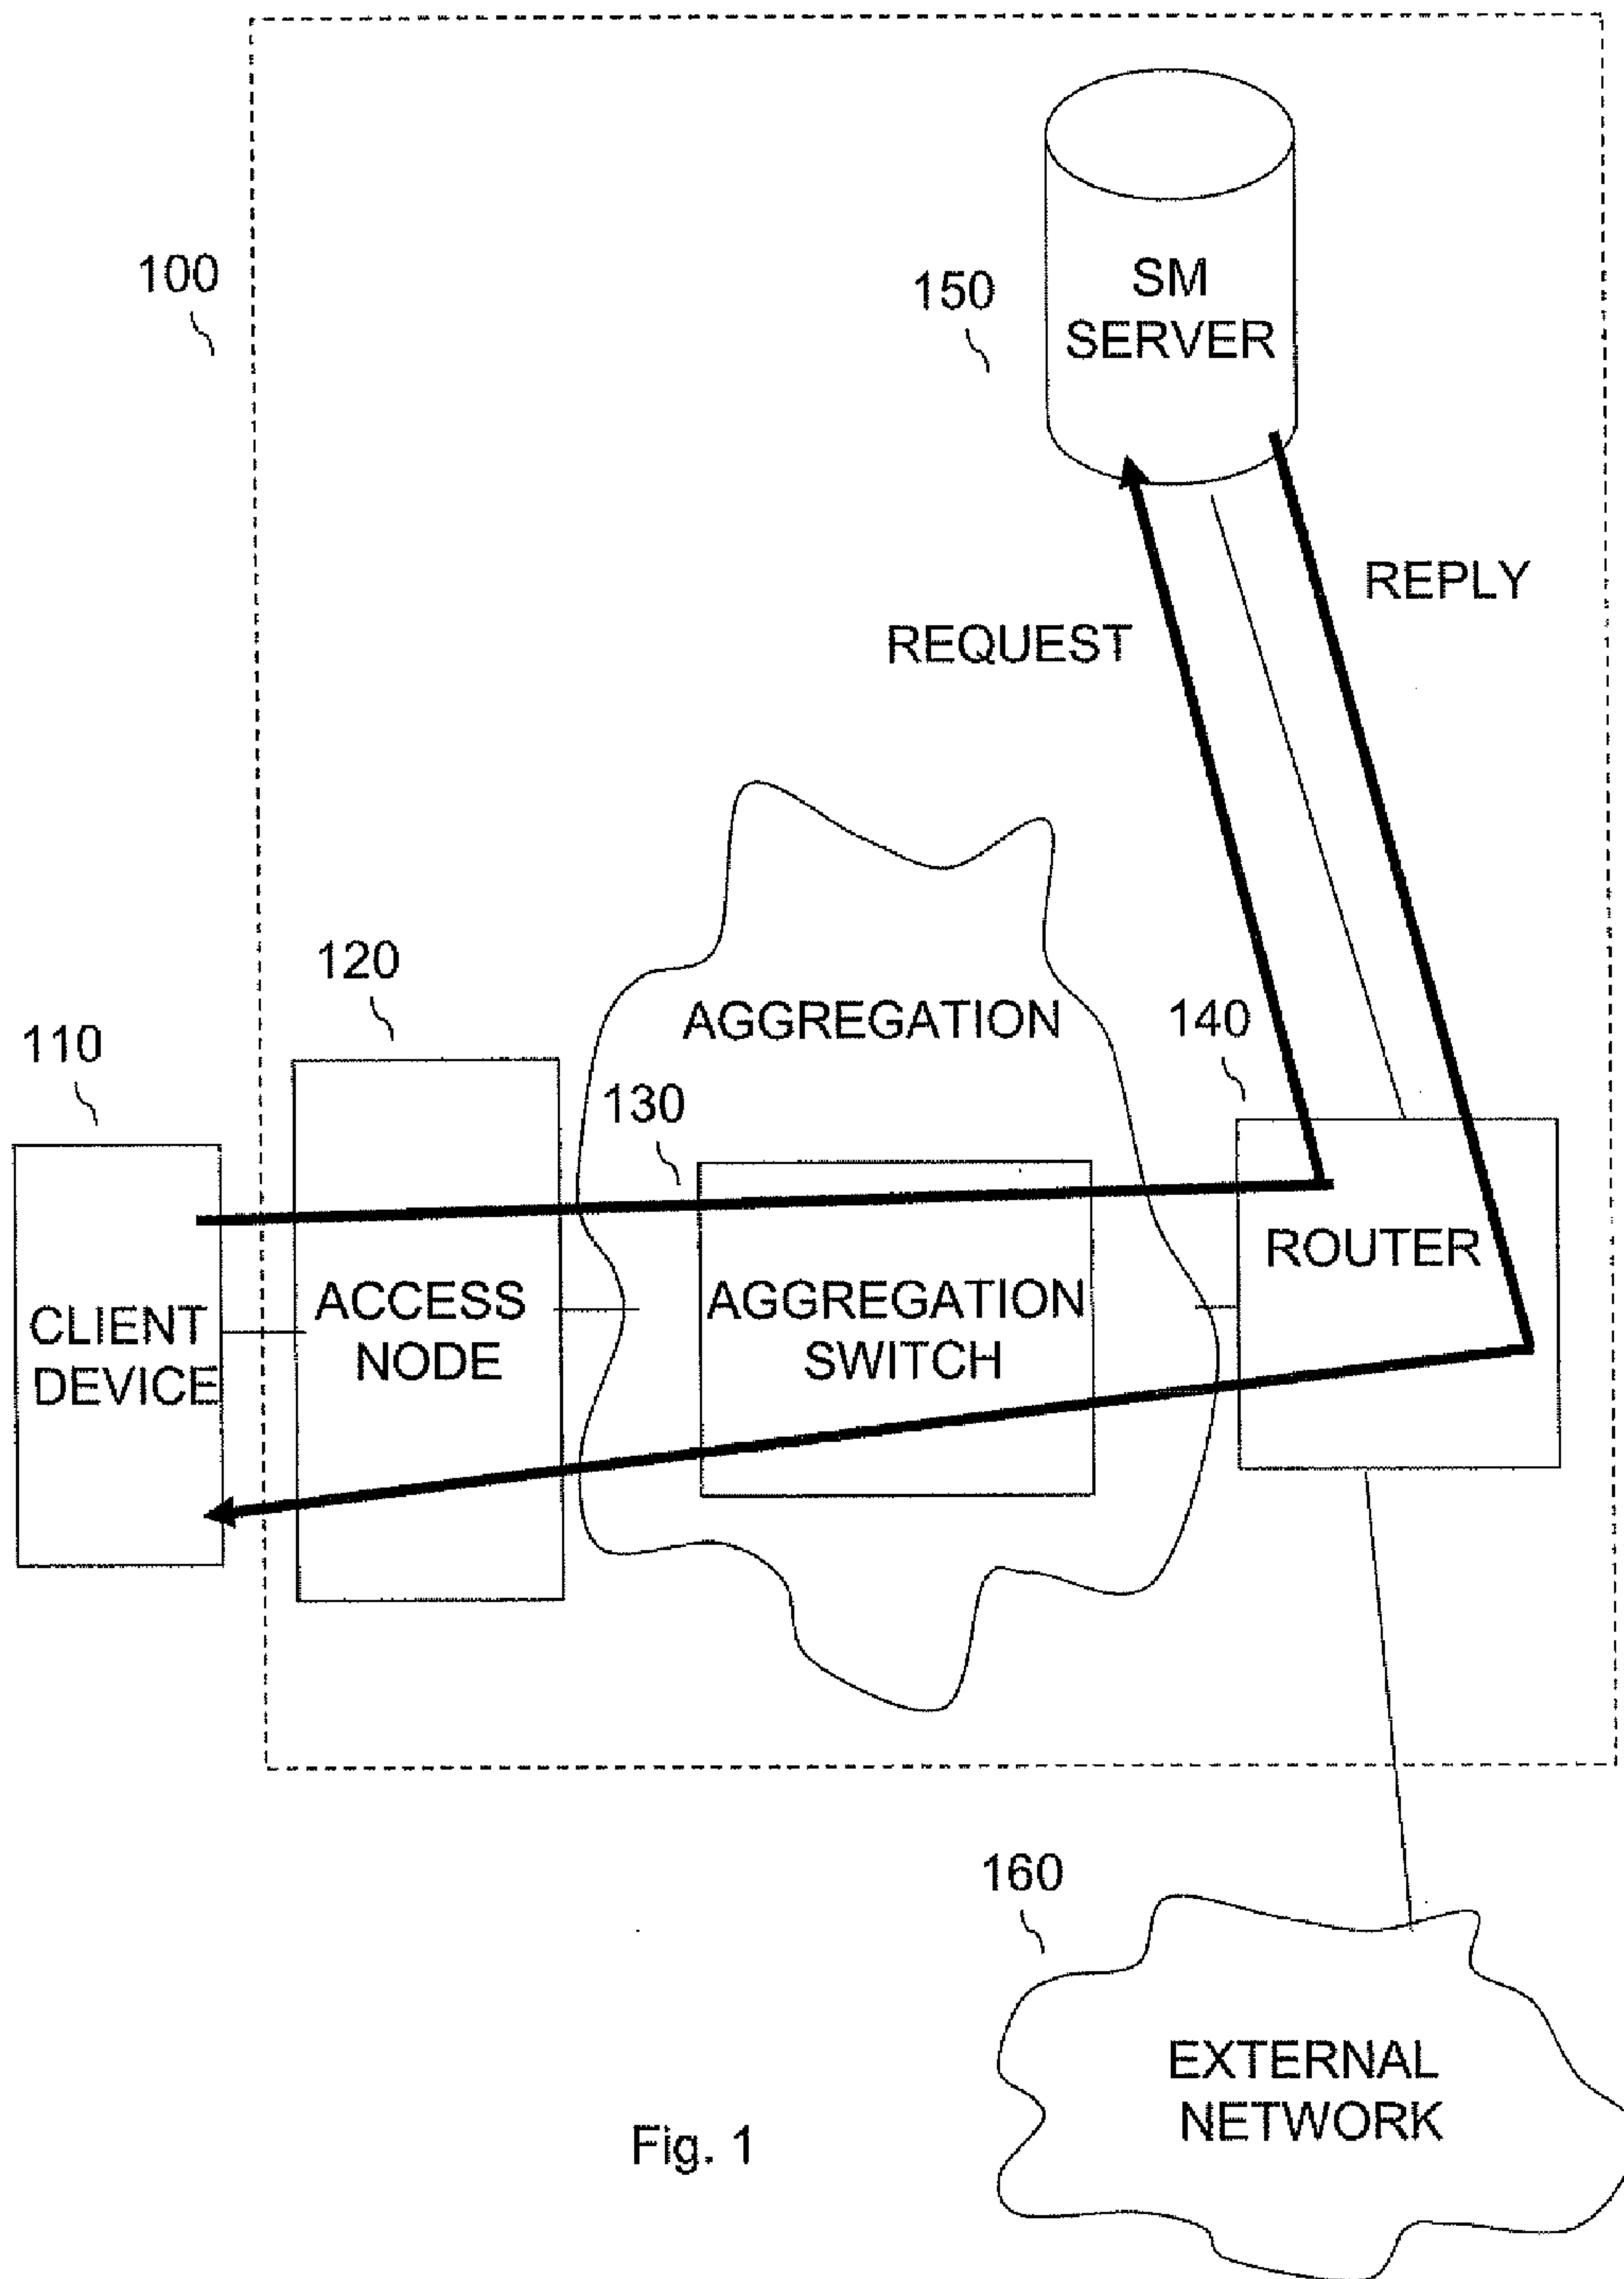 100
150
SM
SERVER
REPLY
REQUEST
120
AGGREGATION
140
110
130
ROUTER
CLIENT
DEVICE
ACCESS
NODE
AGGREGATION
SWITCH
160
EXTERNAL
NETWORK
Fig. 1